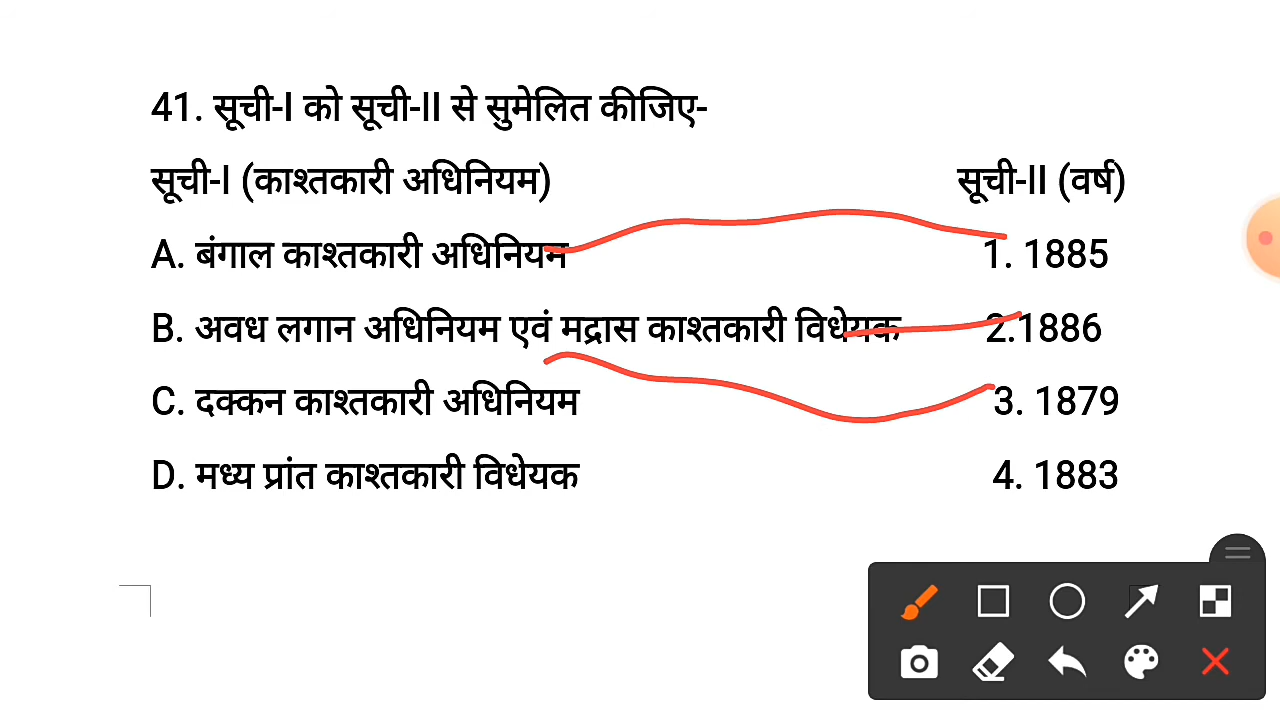 41. सूची-I को सूची-II से सुमेलित कीजिए-
सूची-I (काश्तकारी अधिनियम) सूची-II (वर्ष)
A. बंगाल काश्तकारी अधिनियम 1. 1885
B. अवध लगान अधिनियम एवं मद्रास काश्तकारी विधेयक 2.1886
C. दक्कन काश्तकारी अधिनियम 3. 1879
D. मध्य प्रांत काश्तकारी विधेयक 4. 1883